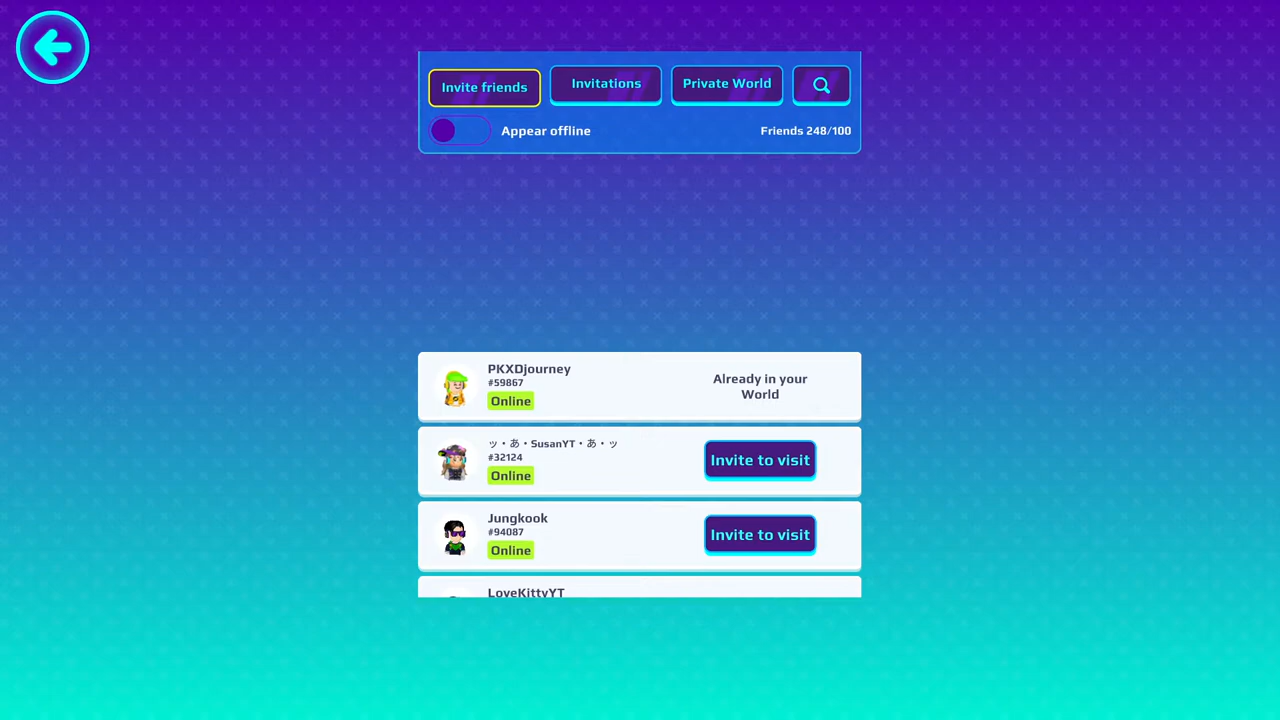 Invite friends
Invitations
Private World
Appear offline
Friends 248/100
PKXDjourney
#59867
Online
Already in your
World
ッ・あ・SusanYT・あ・ッ
#32124
Online
Invite to visit
Jungkook
#94087
Online
Invite to visit
LoveKittyYT